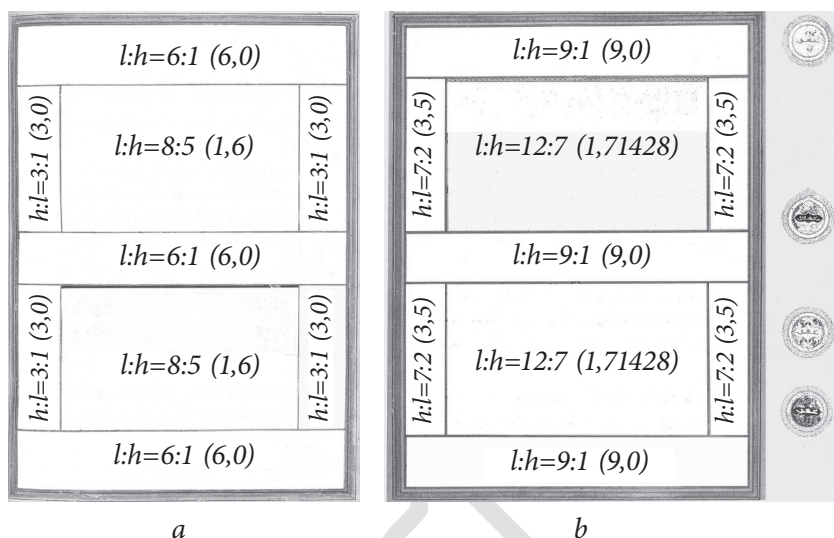 l:h=6:1 (6,0)
h:l=3:1 (3,0)
l:h=8:5 (1,6)
h:l=3:1 (3,0)
l:h=6:1 (6,0)
h:l=3:1 (3,0)
l:h=8:5 (1,6)
h:l=3:1 (3,0)
l:h=6:1 (6,0)
a
l:h=9:1 (9,0)
h:l=7:2 (3,5)
l:h=12:7 (1,71428)
h:l=7:2 (3,5)
l:h=9:1 (9,0)
h:l=7:2 (3,5)
l:h=12:7 (1,71428)
h:l=7:2 (3,5)
l:h=9:1 (9,0)
b